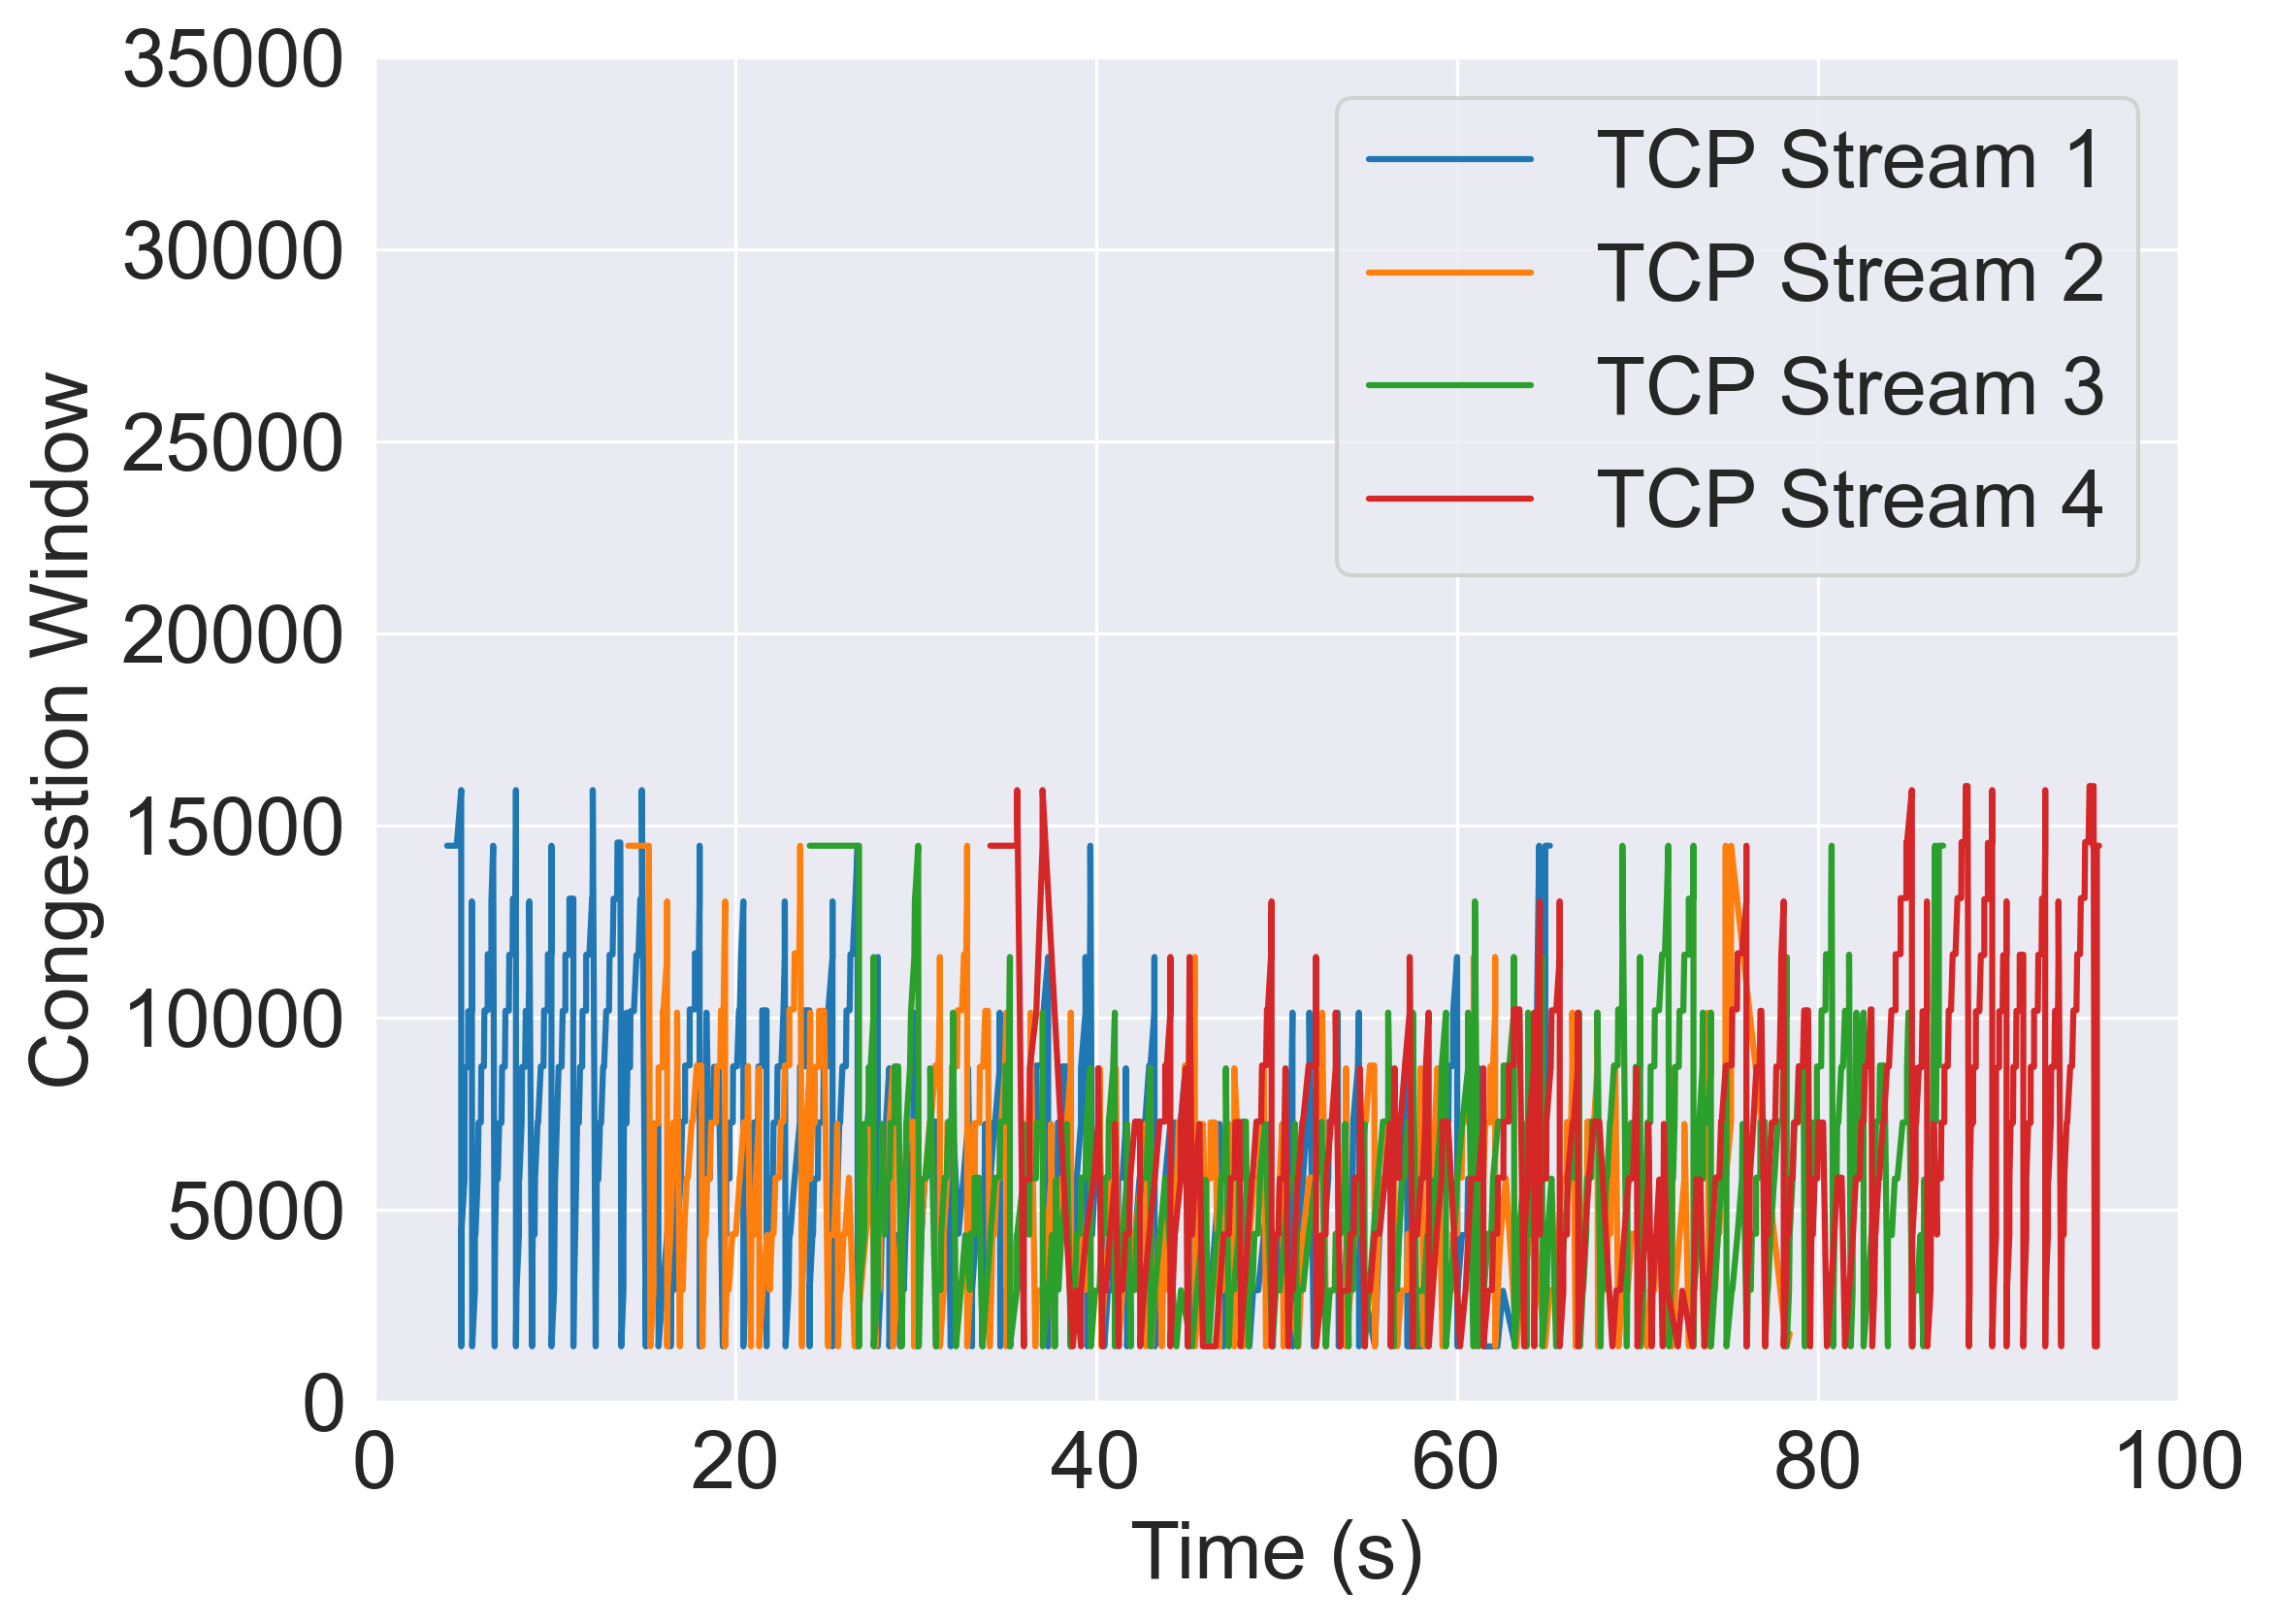 35000
30000
25000
20000
15000
10000
5000
0
Congestion Window
TCP Stream 1
TCP Stream 2
TCP Stream 3
TCP Stream 4
0 20 40 60 80 100
Time (s)